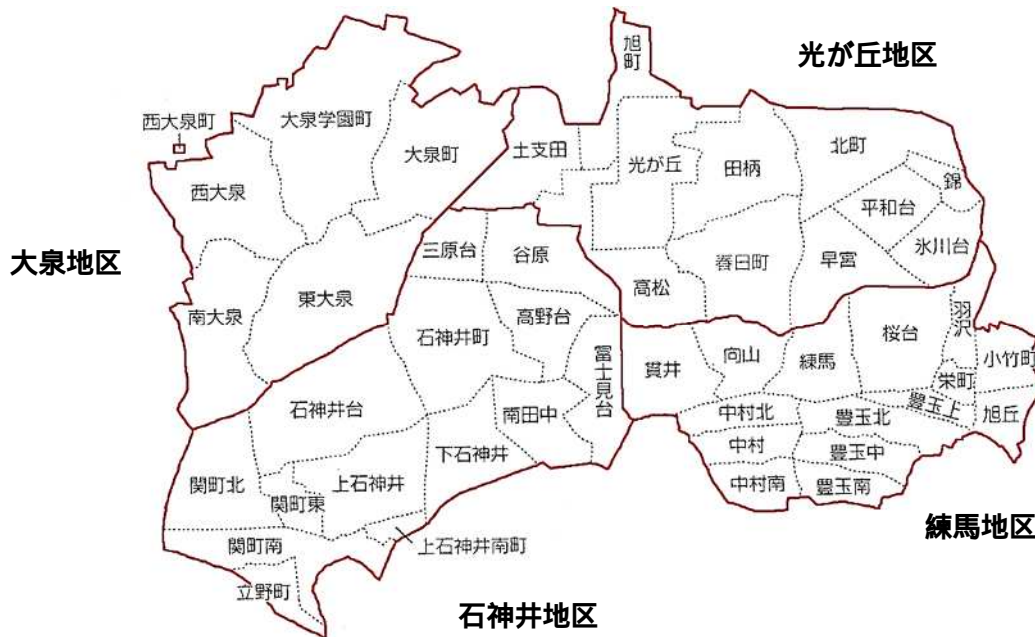 旭町
光が丘地区
西大泉町
大泉学園町
大泉町
土支田
光が丘
田柄
北町
錦
西大泉
平和台
氷川台
大泉地区
三原台
谷原
春日町
早宮
東大泉
高松
南大泉
高野台
石神井町
羽沢
桜台
小竹町
富士見台
貫井
向山
練馬
栄町
石神井台
南田中
中村北
豊玉北
豊玉上
旭丘
下石神井
中村
豊玉中
関町北
上石神井
関町東
中村南
豊玉南
練馬地区
関町南
上石神井南町
立野町
石神井地区